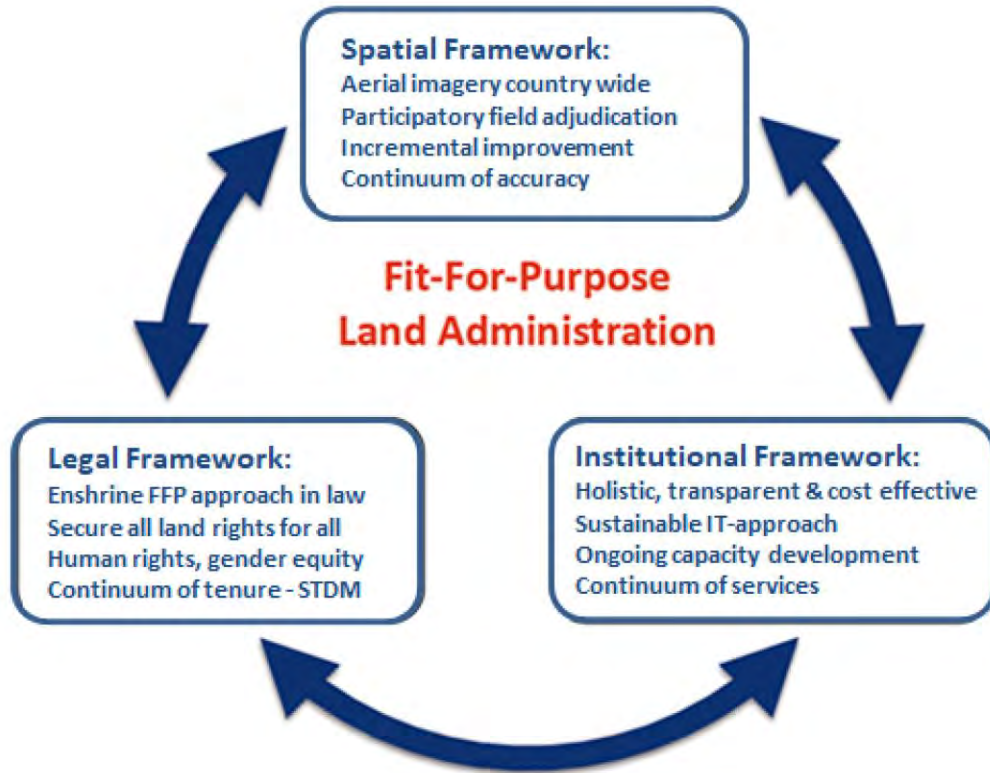 Spatial Framework:
Aerial imagery country wide
Participatory field adjudication
Incremental improvement
Continuum of accuracy
Fit-For-Purpose
Land Administration
Legal Framework:
Enshrine FFP approach in law
Secure all land rights for all
Human rights, gender equity
Continuum of tenure - STDM
Institutional Framework:
Holistic, transparent & cost effective
Sustainable IT-approach
Ongoing capacity development
Continuum of services